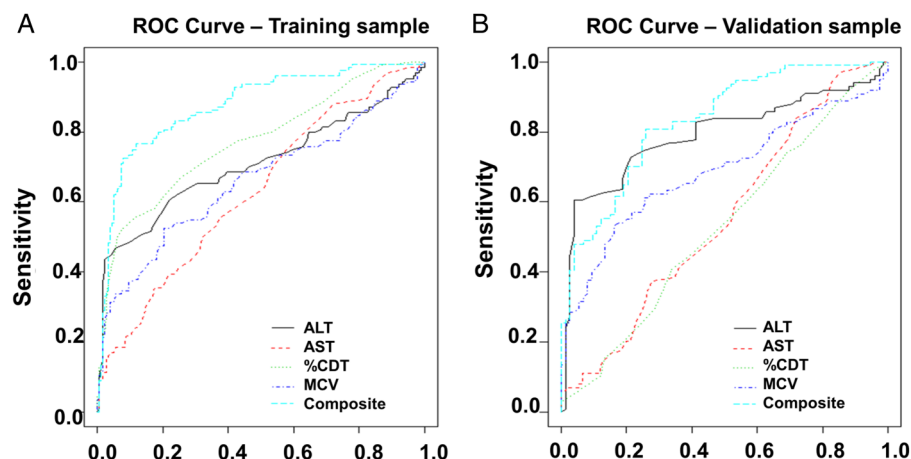 A
ROC Curve – Training sample
Sensitivity
1.0
0.8
0.6
0.4
0.2
0.0
ALT
AST
%CDT
MCV
Composite
0.0 0.2 0.4 0.6 0.8 1.0
B
ROC Curve – Validation sample
Sensitivity
1.0
0.8
0.6
0.4
0.2
0.0
ALT
AST
%CDT
MCV
Composite
0.0 0.2 0.4 0.6 0.8 1.0